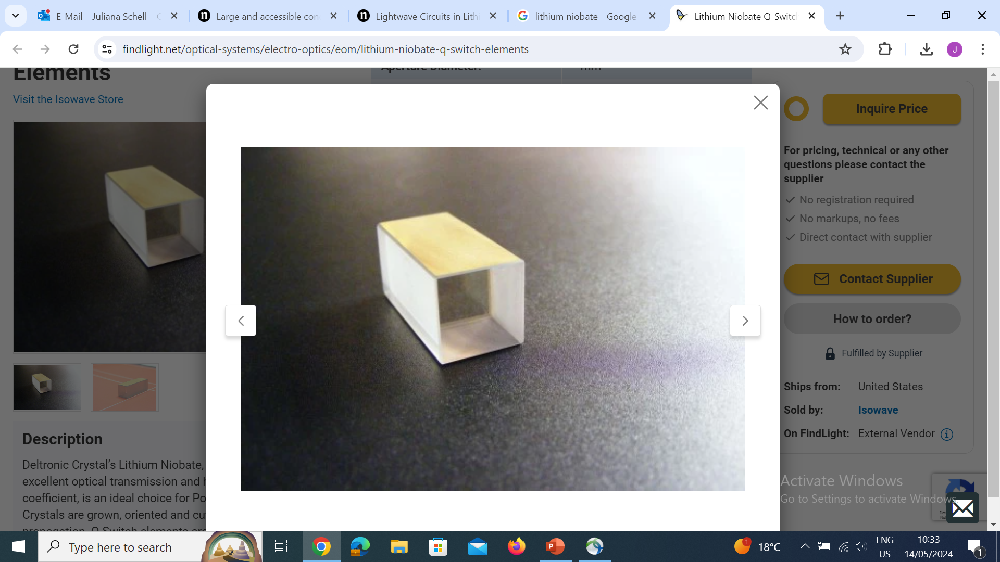 E-Mail – Juliana Schell –
Large and accessible con
Lightwave Circuits in Lith
lithium niobate - Google
Lithium Niobate Q-Switc
findlight.net/optical-systems/electro-optics/eom/lithium-niobate-q-switch-elements
J
Elements
Aperture Diameter:
mm
Visit the Isowave Store
Inquire Price
For pricing, technical or any other
questions please contact the
supplier
No registration required
No markups, no fees
Direct contact with supplier
Contact Supplier
How to order?
Fulfilled by Supplier
Ships from: United States
Sold by: Isowave
On FindLight: External Vendor
Description
Deltronic Crystal’s Lithium Niobate,
excellent optical transmission and h
coefficient, is an ideal choice for Po
Crystals are grown, oriented and cu
Activate Windows
Go to Settings to activate Windows.
Type here to search
1
18°C
ENG
US
10:33
14/05/2024
1